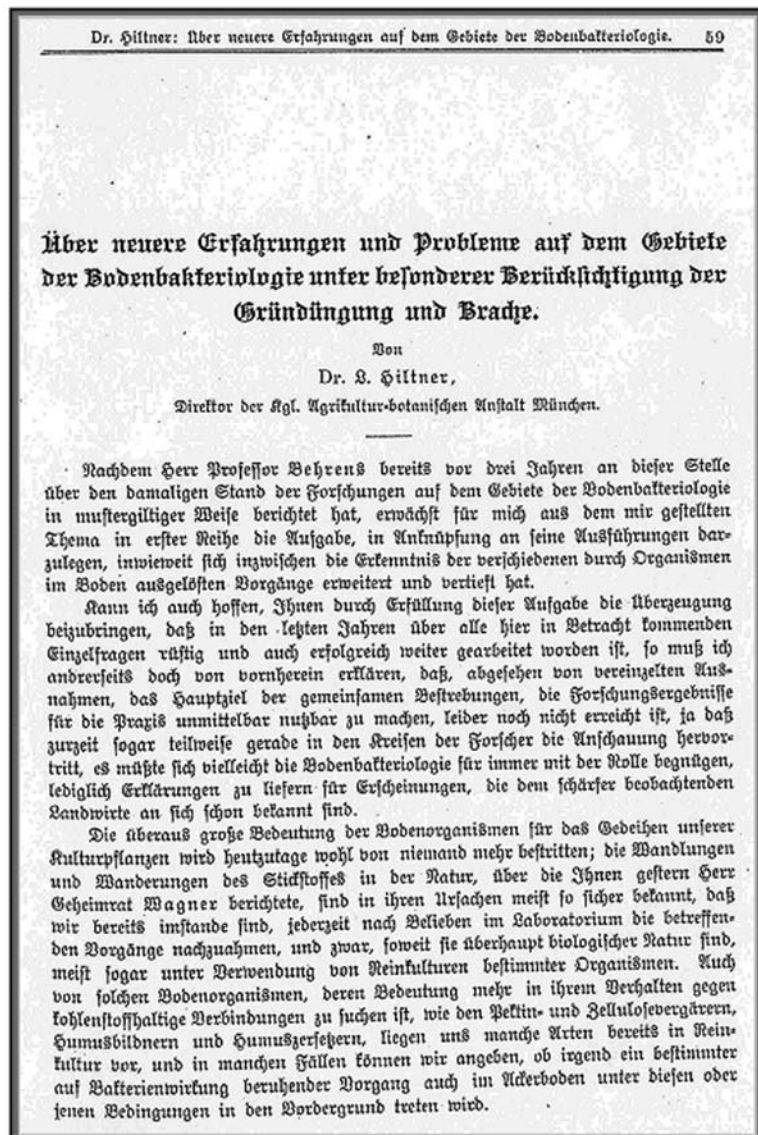 Dr. Hiltner: Über neuere Erfahrungen auf dem Gebiete der Bodenbakteriologie. 59
Über neuere Erfahrungen und Probleme auf dem Gebiete
der Bodenbakteriologie unter besonderer Berücksichtigung der
Gründüngung und Brache.
Von
Dr. L. Hiltner,
Direktor der Kgl. Agrikultur-botanischen Anstalt München.
Nachdem Herr Professor Behrens bereits vor drei Jahren an dieser Stelle
über den damaligen Stand der Forschungen auf dem Gebiete der Bodenbakteriologie
in mustergiltiger Weise berichtet hat, erwächst für mich aus dem mir gestellten
Thema in erster Reihe die Aufgabe, in Anknüpfung an seine Ausführungen dar-
zulegen, inwieweit sich inzwischen die Erkenntnis der verschiedenen durch Organismen
im Boden ausgelösten Vorgänge erweitert und vertieft hat.
Kann ich auch hoffen, Ihnen durch Erfüllung dieser Aufgabe die Überzeugung
beizubringen, daß in den letzten Jahren über alle hier in Betracht kommenden
Einzelfragen rüstig und auch erfolgreich weiter gearbeitet worden ist, so muß ich
andrerseits doch von vornherein erklären, daß, abgesehen von vereinzelten Aus-
nahmen, das Hauptziel der gemeinsamen Bestrebungen, die Forschungsergebnisse
für die Praxis unmittelbar nutzbar zu machen, leider noch nicht erreicht ist, ja daß
zurzeit sogar teilweise gerade in den Kreisen der Forscher die Anschauung hervor-
tritt, es müßte sich vielleicht die Bodenbakteriologie für immer mit der Rolle begnügen,
lediglich Erklärungen zu liefern für Erscheinungen, die dem schärfer beobachtenden
Landwirte an sich schon bekannt sind.
Die überaus große Bedeutung der Bodenorganismen für das Gedeihen unserer
Kulturpflanzen wird heutzutage wohl von niemand mehr bestritten; die Wandlungen
und Wanderungen des Stickstoffes in der Natur, über die Ihnen gestern Herr
Geheimrat Wagner berichtete, sind in ihren Ursachen meist so sicher bekannt, daß
wir bereits imstande sind, jederzeit nach Belieben im Laboratorium die betreffen-
den Vorgänge nachzuahmen, und zwar, soweit sie überhaupt biologischer Natur sind,
meist sogar unter Verwendung von Reinkulturen bestimmter Organismen. Auch
von solchen Bodenorganismen, deren Bedeutung mehr in ihrem Verhalten gegen
kohlenstoffhaltige Verbindungen zu suchen ist, wie den Pektin- und Zellulosevergärern,
Humusbildnern und Humuszersetzern, liegen uns manche Arten bereits in Rein-
kultur vor, und in manchen Fällen können wir angeben, ob irgend ein bestimmter
auf Bakterienwirkung beruhender Vorgang auch im Ackerboden unter diesen oder
jenen Bedingungen in den Vordergrund treten wird.